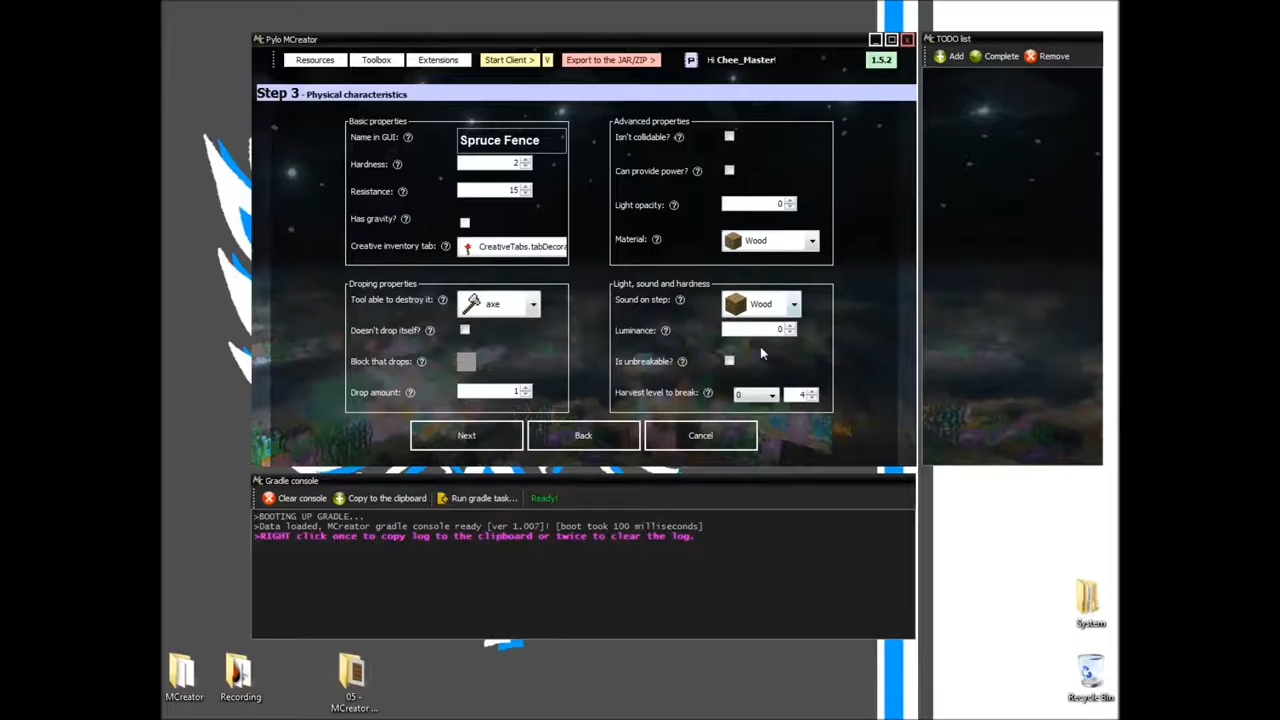 Pylo MCreator
TODO list
Resources
Toolbox
Extensions
Start Client >
V
Export to the JAR/ZIP >
P
Hi Chee_Master!
1.5.2
Add
Complete
Remove
Step 3 - Physical characteristics
Basic properties
Name in GUI: ?
Spruce Fence
Hardness: ?
2
Resistance: ?
15
Has gravity? ?
Creative inventory tab: ?
CreativeTabs.tabDecora
Advanced properties
Isn't collidable? ?
Can provide power? ?
Light opacity: ?
0
Material: ?
Wood
Droping properties
Tool able to destroy it: ?
axe
Doesn't drop itself? ?
Block that drops: ?
Drop amount: ?
1
Light, sound and hardness
Sound on step: ?
Wood
Luminance: ?
0
Is unbreakable? ?
Harvest level to break: ?
0
4
Next
Back
Cancel
Gradle console
Clear console
Copy to the clipboard
Run gradle task...
Ready!
>BOOTING UP GRADLE...
>Data loaded, MCreator gradle console ready [ver 1.007]! [boot took 100 milliseconds]
>RIGHT click once to copy log to the clipboard or twice to clear the log.
System
MCreator
Recording
05 -
MCreator ...
Recycle Bin